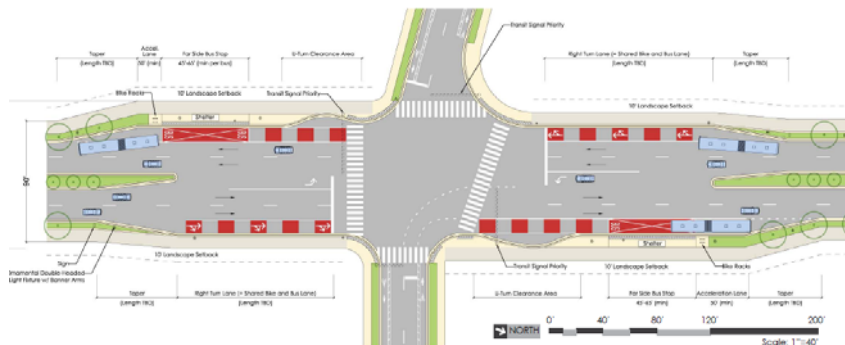 Transit Signal Priority
Taper
(Length TBD)
Accel.
Lane
50' (min)
Far Side Bus Stop
45'-65' (min per bus)
U-Turn Clearance Area
Right Turn Lane (= Shared Bike and Bus Lane)
(Length TBD)
Taper
(Length TBD)
Bike Racks
10' Landscape Setback
Transit Signal Priority
10' Landscape Setback
Shelter
90'
10' Landscape Setback
Sign
Ornamental Double-Headed
Light Fixture w/ Banner Arms
Transit Signal Priority
10' Landscape Setback
Shelter
Bike Racks
Taper
(Length TBD)
Right Turn Lane (= Shared Bike and Bus Lane)
(Length TBD)
U-Turn Clearance Area
Far Side Bus Stop
45'-65' (min)
Acceleration Lane
50' (min)
Taper
(Length TBD)
NORTH
0' 40' 80' 120' 200'
Scale: 1"=40'